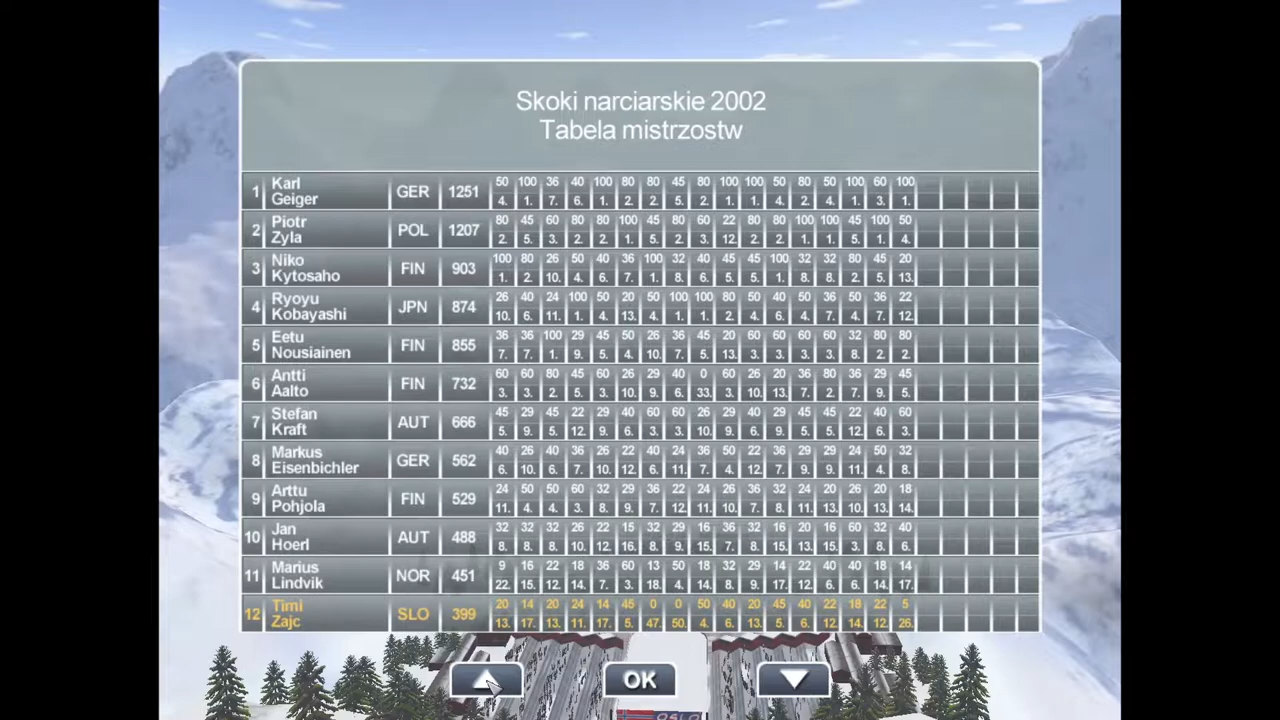 Skoki narciarskie 2002
Tabela mistrzostw
1 Karl Geiger GER 1251 50 100 36 40 100 80 80 45 80 100 100 50 80 50 100 60 100
4. 1. 7. 6. 1. 2. 2. 5. 2. 1. 1. 4. 2. 4. 1. 3. 1.
2 Piotr Zyla POL 1207 80 45 60 80 80 100 45 80 60 22 80 80 100 100 45 100 50
2. 5. 3. 2. 2. 1. 5. 2. 3. 12. 2. 2. 1. 1. 5. 1. 4.
3 Niko Kytosaho FIN 903 100 80 26 50 40 36 100 32 40 45 45 100 32 32 80 45 20
1. 2. 10. 4. 6. 7. 1. 8. 6. 5. 5. 1. 8. 8. 2. 5. 13.
4 Ryoyu Kobayashi JPN 874 26 40 24 100 50 20 50 100 100 80 50 40 50 36 50 36 22
10. 6. 11. 1. 4. 13. 4. 1. 1. 2. 4. 6. 4. 7. 4. 7. 12.
5 Eetu Nousiainen FIN 855 36 36 100 29 45 50 26 36 45 20 60 60 60 60 32 80 80
7. 7. 1. 9. 5. 4. 10. 7. 5. 13. 3. 3. 3. 3. 8. 2. 2.
6 Antti Aalto FIN 732 60 60 80 45 60 26 29 40 0 60 26 20 36 80 36 29 45
3. 3. 2. 5. 3. 10. 9. 6. 33. 3. 10. 13. 7. 2. 7. 9. 5.
7 Stefan Kraft AUT 666 45 29 45 22 29 40 60 60 26 29 40 29 45 45 22 40 60
5. 9. 5. 12. 9. 6. 3. 3. 10. 9. 6. 9. 5. 5. 12. 6. 3.
8 Markus Eisenbichler GER 562 40 26 40 36 26 22 40 24 36 50 22 36 29 29 24 50 32
6. 10. 6. 7. 10. 12. 6. 11. 7. 4. 12. 7. 9. 9. 11. 4. 8.
9 Arttu Pohjola FIN 529 24 50 50 60 32 29 36 22 24 26 36 32 24 20 26 20 18
11. 4. 4. 3. 8. 9. 7. 12. 11. 10. 7. 8. 11. 13. 10. 13. 14.
10 Jan Hoerl AUT 488 32 32 32 26 22 15 32 29 16 36 32 16 20 16 60 32 40
8. 8. 8. 10. 12. 16. 8. 9. 15. 7. 8. 15. 13. 15. 3. 8. 6.
11 Marius Lindvik NOR 451 9 16 22 18 36 60 13 50 18 32 29 14 22 40 40 18 14
22. 15. 12. 14. 7. 3. 18. 4. 14. 8. 9. 17. 12. 6. 6. 14. 17.
12 Timi Zajc SLO 399 20 14 20 24 14 45 0 0 50 40 20 45 40 22 18 22 5
13. 17. 13. 11. 17. 5. 47. 50. 4. 6. 13. 5. 6. 12. 14. 12. 26.
OK
OSLO